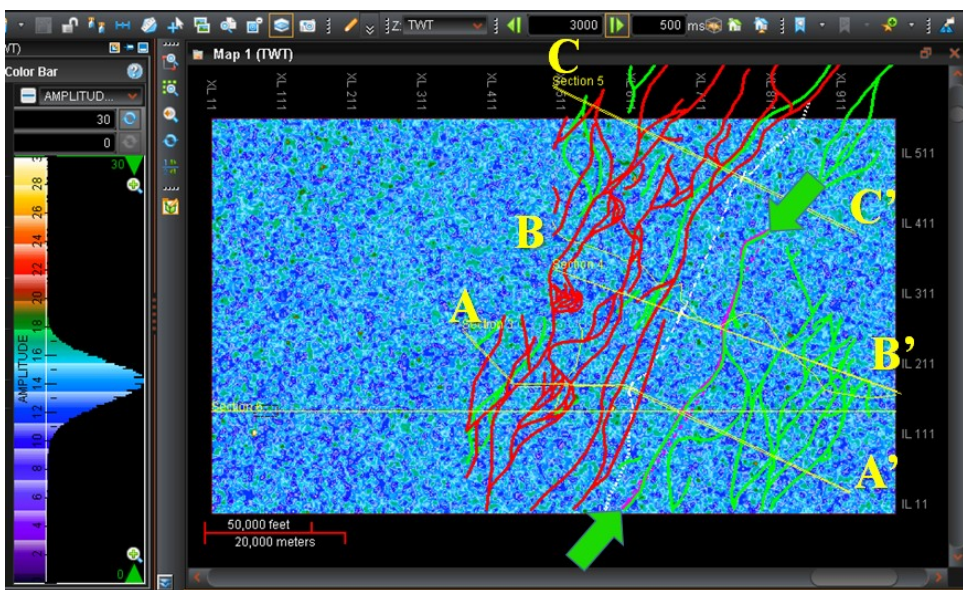 Z: TWT 3000 500 ms
WT)
Map 1 (TWT)
Color Bar
AMPLITUD...
30
0
30
28
26
24
22
20
18
16
14
12
10
8
6
4
2
0
AMPLITUDE
XL 11
XL 111
XL 211
XL 311
XL 411
XL 911
C
Section 5
IL 511
C'
IL 411
B
Section 4
IL 311
A
B'
IL 211
Section 6
IL 111
A'
IL 11
50,000 feet
20,000 meters